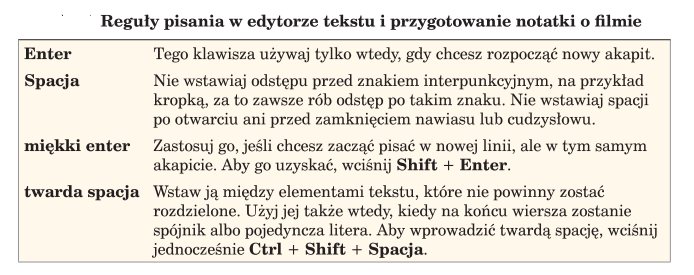 Reguły pisania w edytorze tekstu i przygotowanie notatki o filmie
Enter Tego klawisza używaj tylko wtedy, gdy chcesz rozpocząć nowy akapit.
Spacja Nie wstawiaj odstępu przed znakiem interpunkcyjnym, na przykład
kropką, za to zawsze rób odstęp po takim znaku. Nie wstawiaj spacji
po otwarciu ani przed zamknięciem nawiasu lub cudzysłowu.
miękki enter Zastosuj go, jeśli chcesz zacząć pisać w nowej linii, ale w tym samym
akapicie. Aby go uzyskać, wciśnij Shift + Enter.
twarda spacja Wstaw ją między elementami tekstu, które nie powinny zostać
rozdzielone. Użyj jej także wtedy, kiedy na końcu wiersza zostanie
spójnik albo pojedyncza litera. Aby wprowadzić twardą spację, wciśnij
jednocześnie Ctrl + Shift + Spacja.